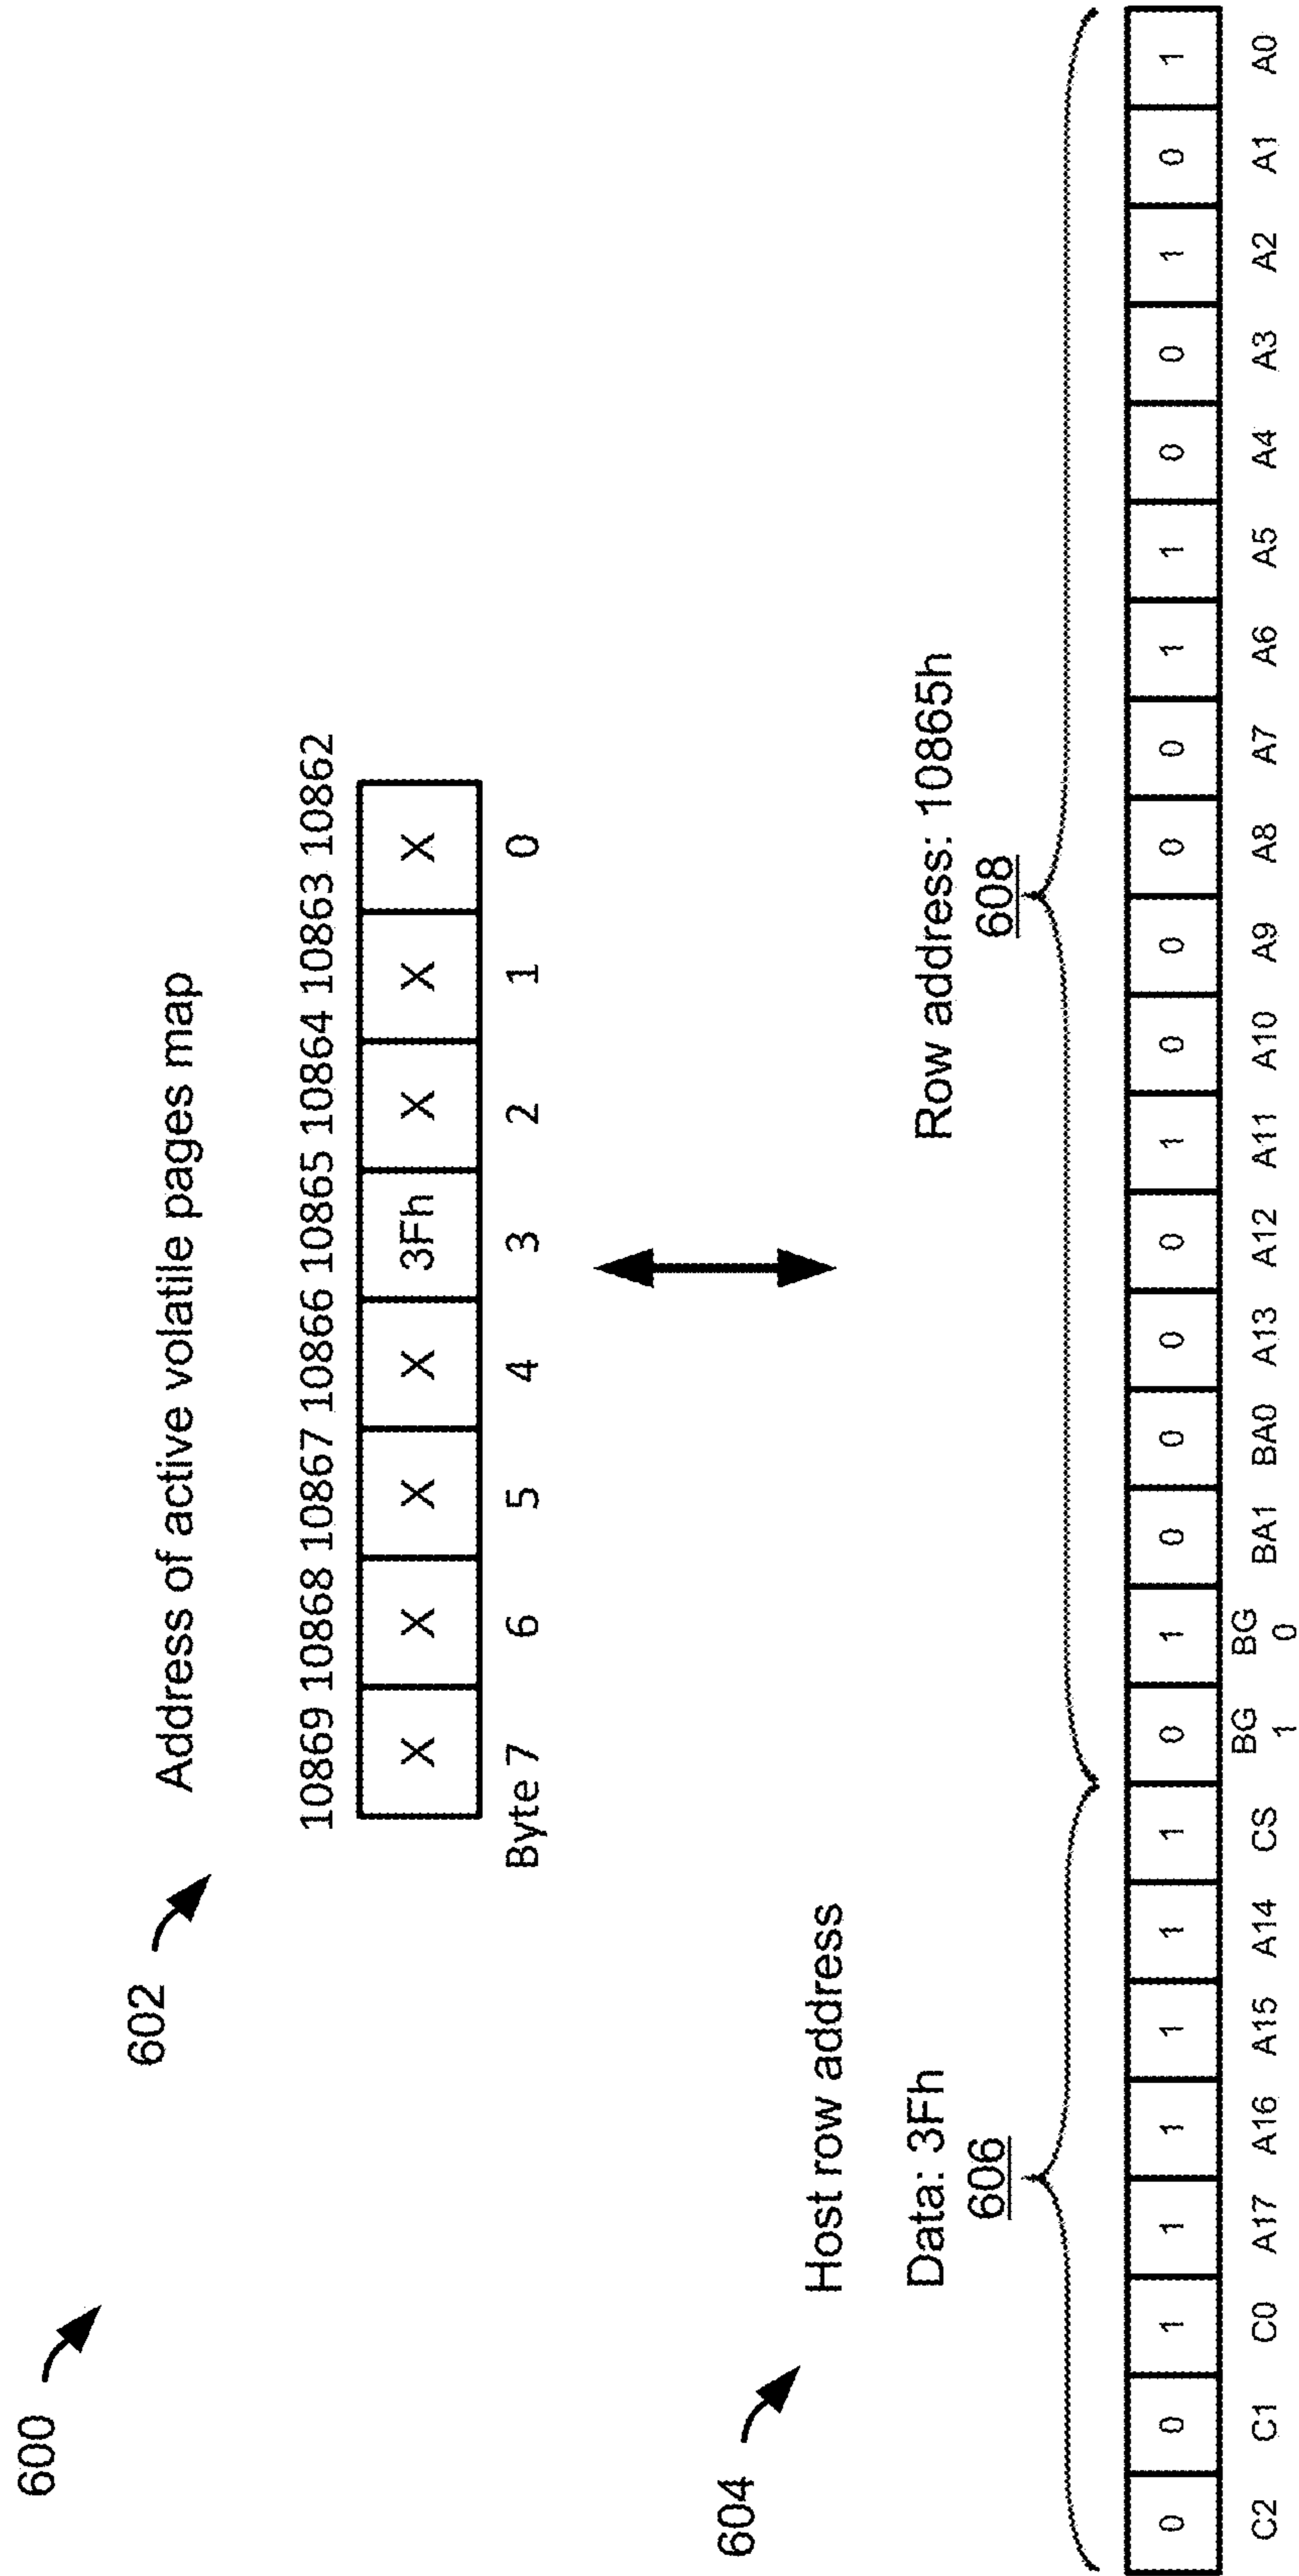 600
602
Address of active volatile pages map
10869 10868 10867 10866 10865 10864 10863 10862
X X X X 3Fh X X X
Byte 7 6 5 4 3 2 1 0
604
Host row address
Data: 3Fh
606
Row address: 10865h
608
0 0 1 1 1 1 1 1 0 1 0 0 0 0 1 0 0 0 0 1 1 0 0 1 0 1
C2 C1 C0 A17 A16 A15 A14 CS BG 1 BG 0 BA1 BA0 A13 A12 A11 A10 A9 A8 A7 A6 A5 A4 A3 A2 A1 A0